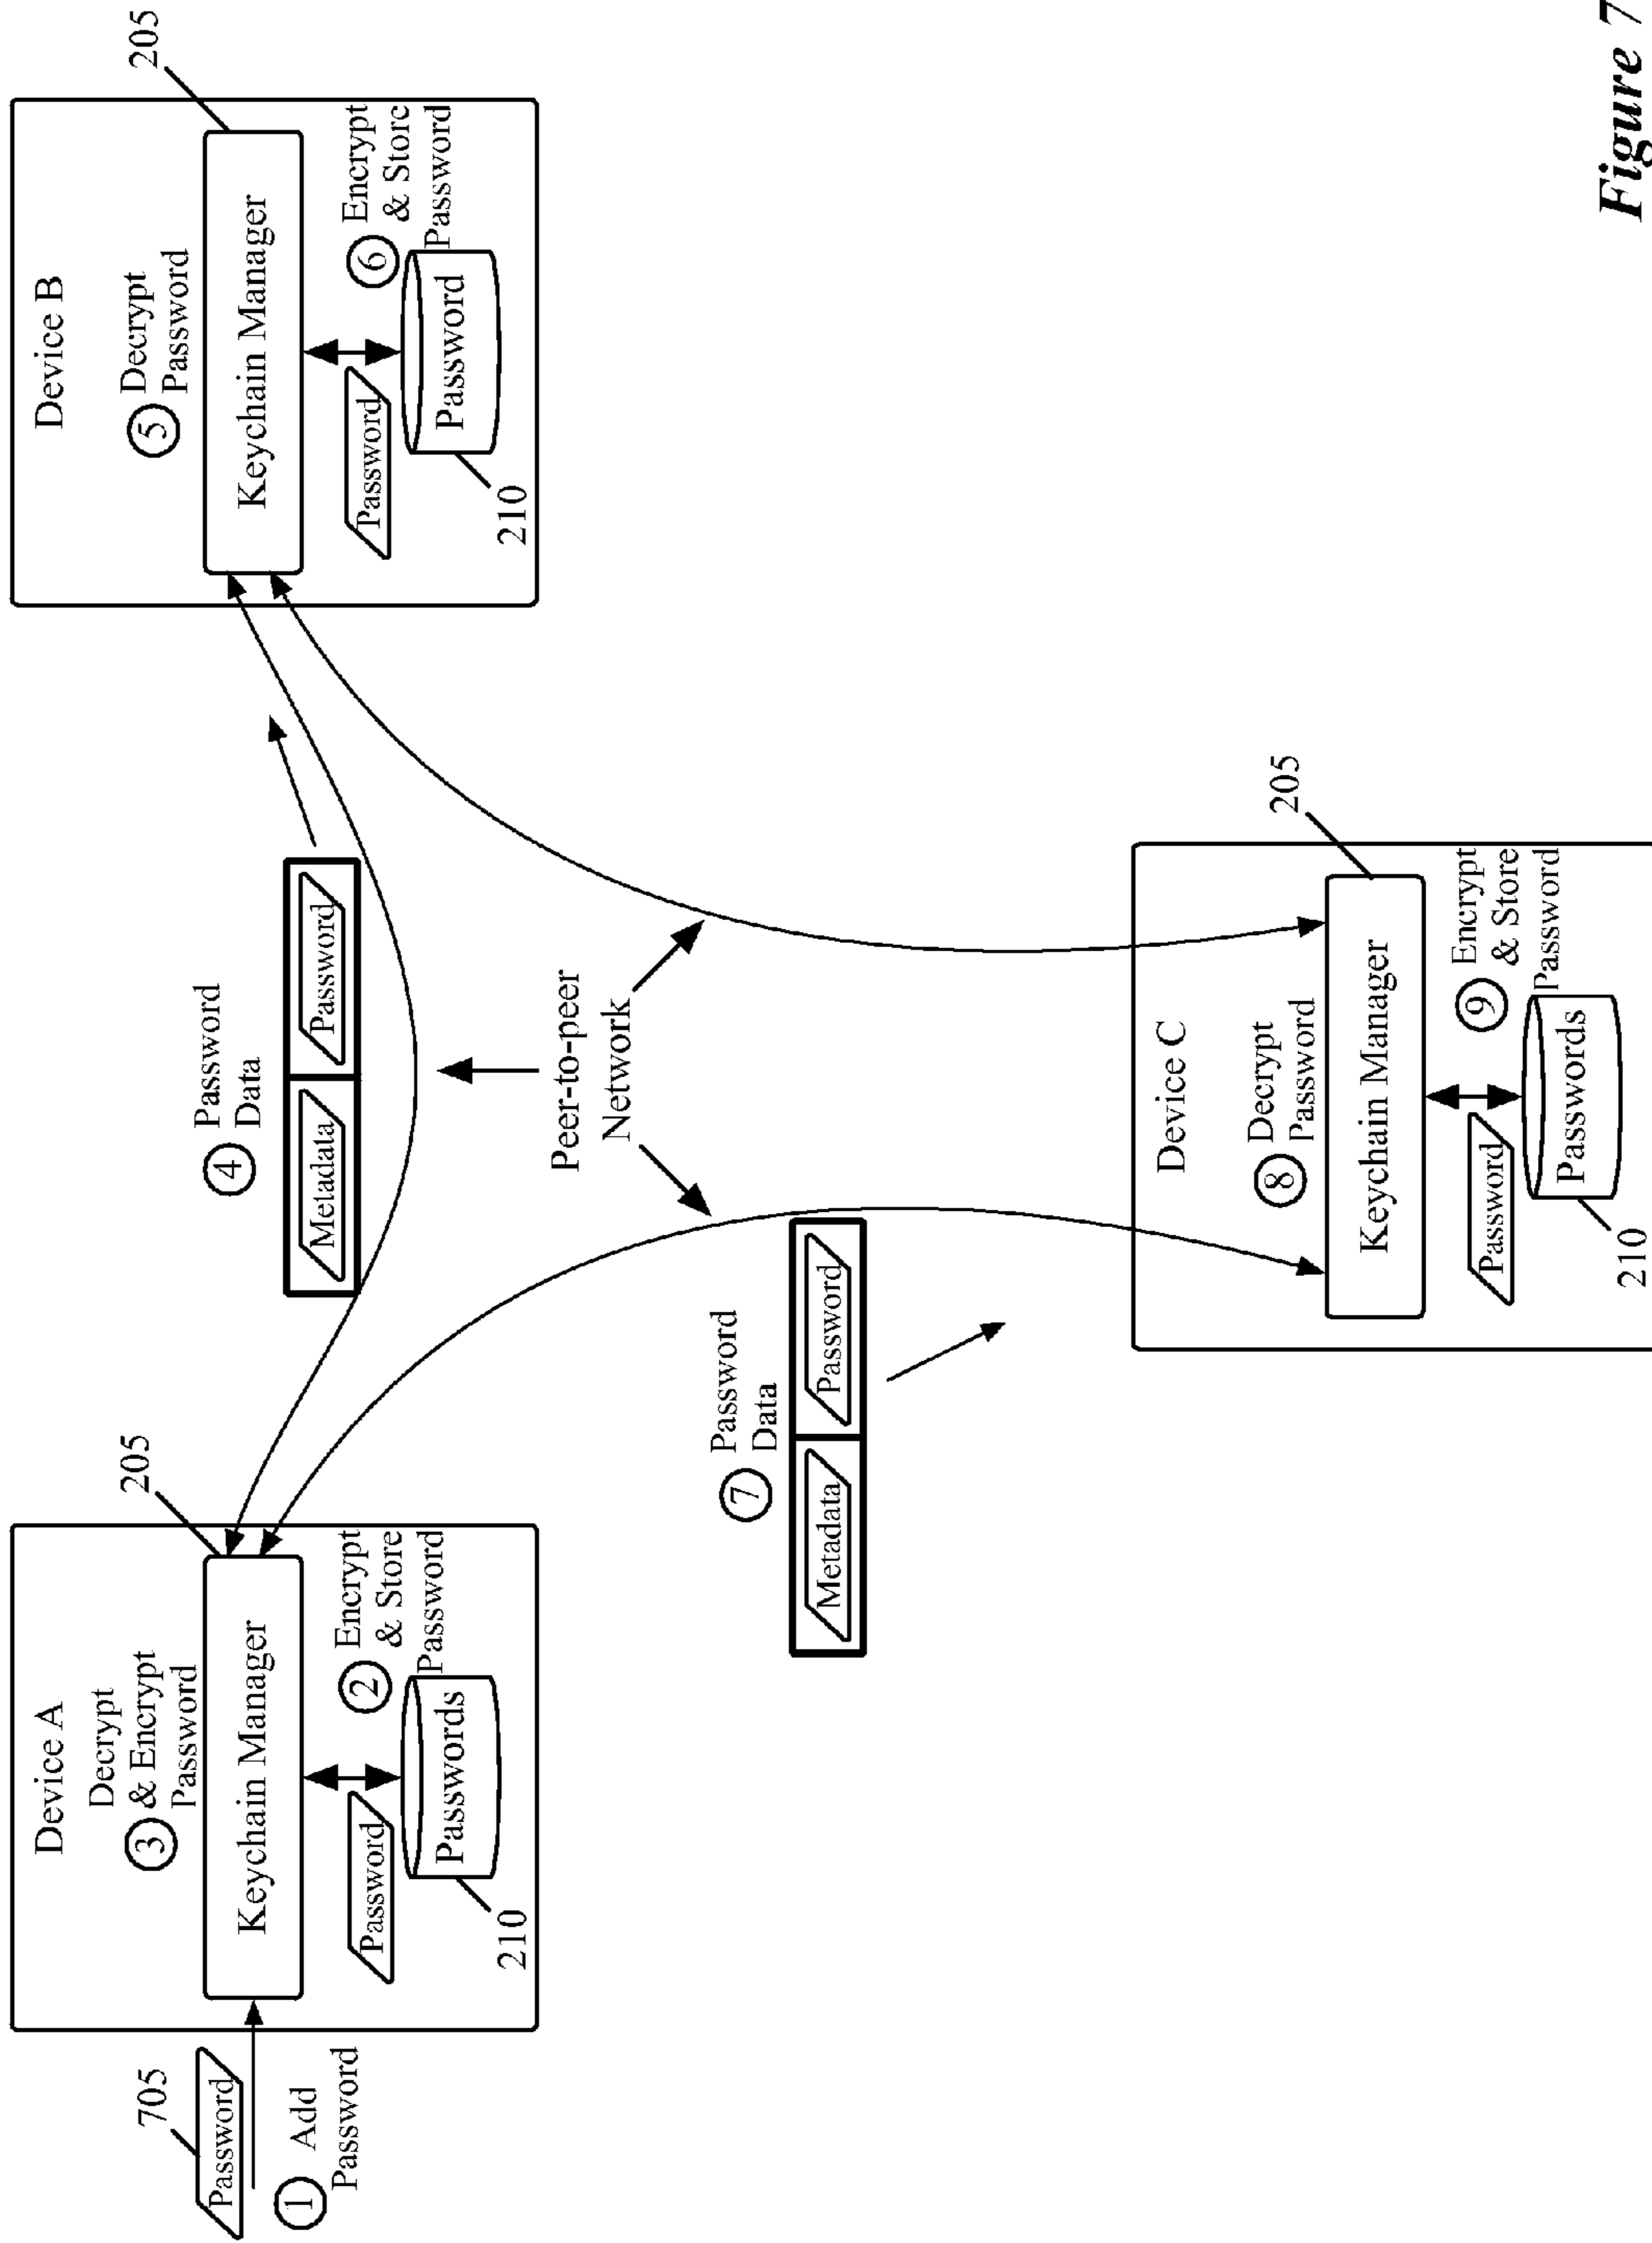 705
Password
1 Add
Password
Device A
Decrypt
3 & Encrypt
Password
205
Keychain Manager
Password
2 Encrypt
& Store
Password
Passwords
210
4 Password
Data
Metadata
Password
Device B
5 Decrypt
Password
205
Keychain Manager
Password
6 Encrypt
& Store
Password
Password
210
Peer-to-peer
Network
7 Password
Data
Metadata
Password
Device C
8 Decrypt
Password
205
Keychain Manager
Password
9 Encrypt
& Store
Password
Passwords
210
Figure 7